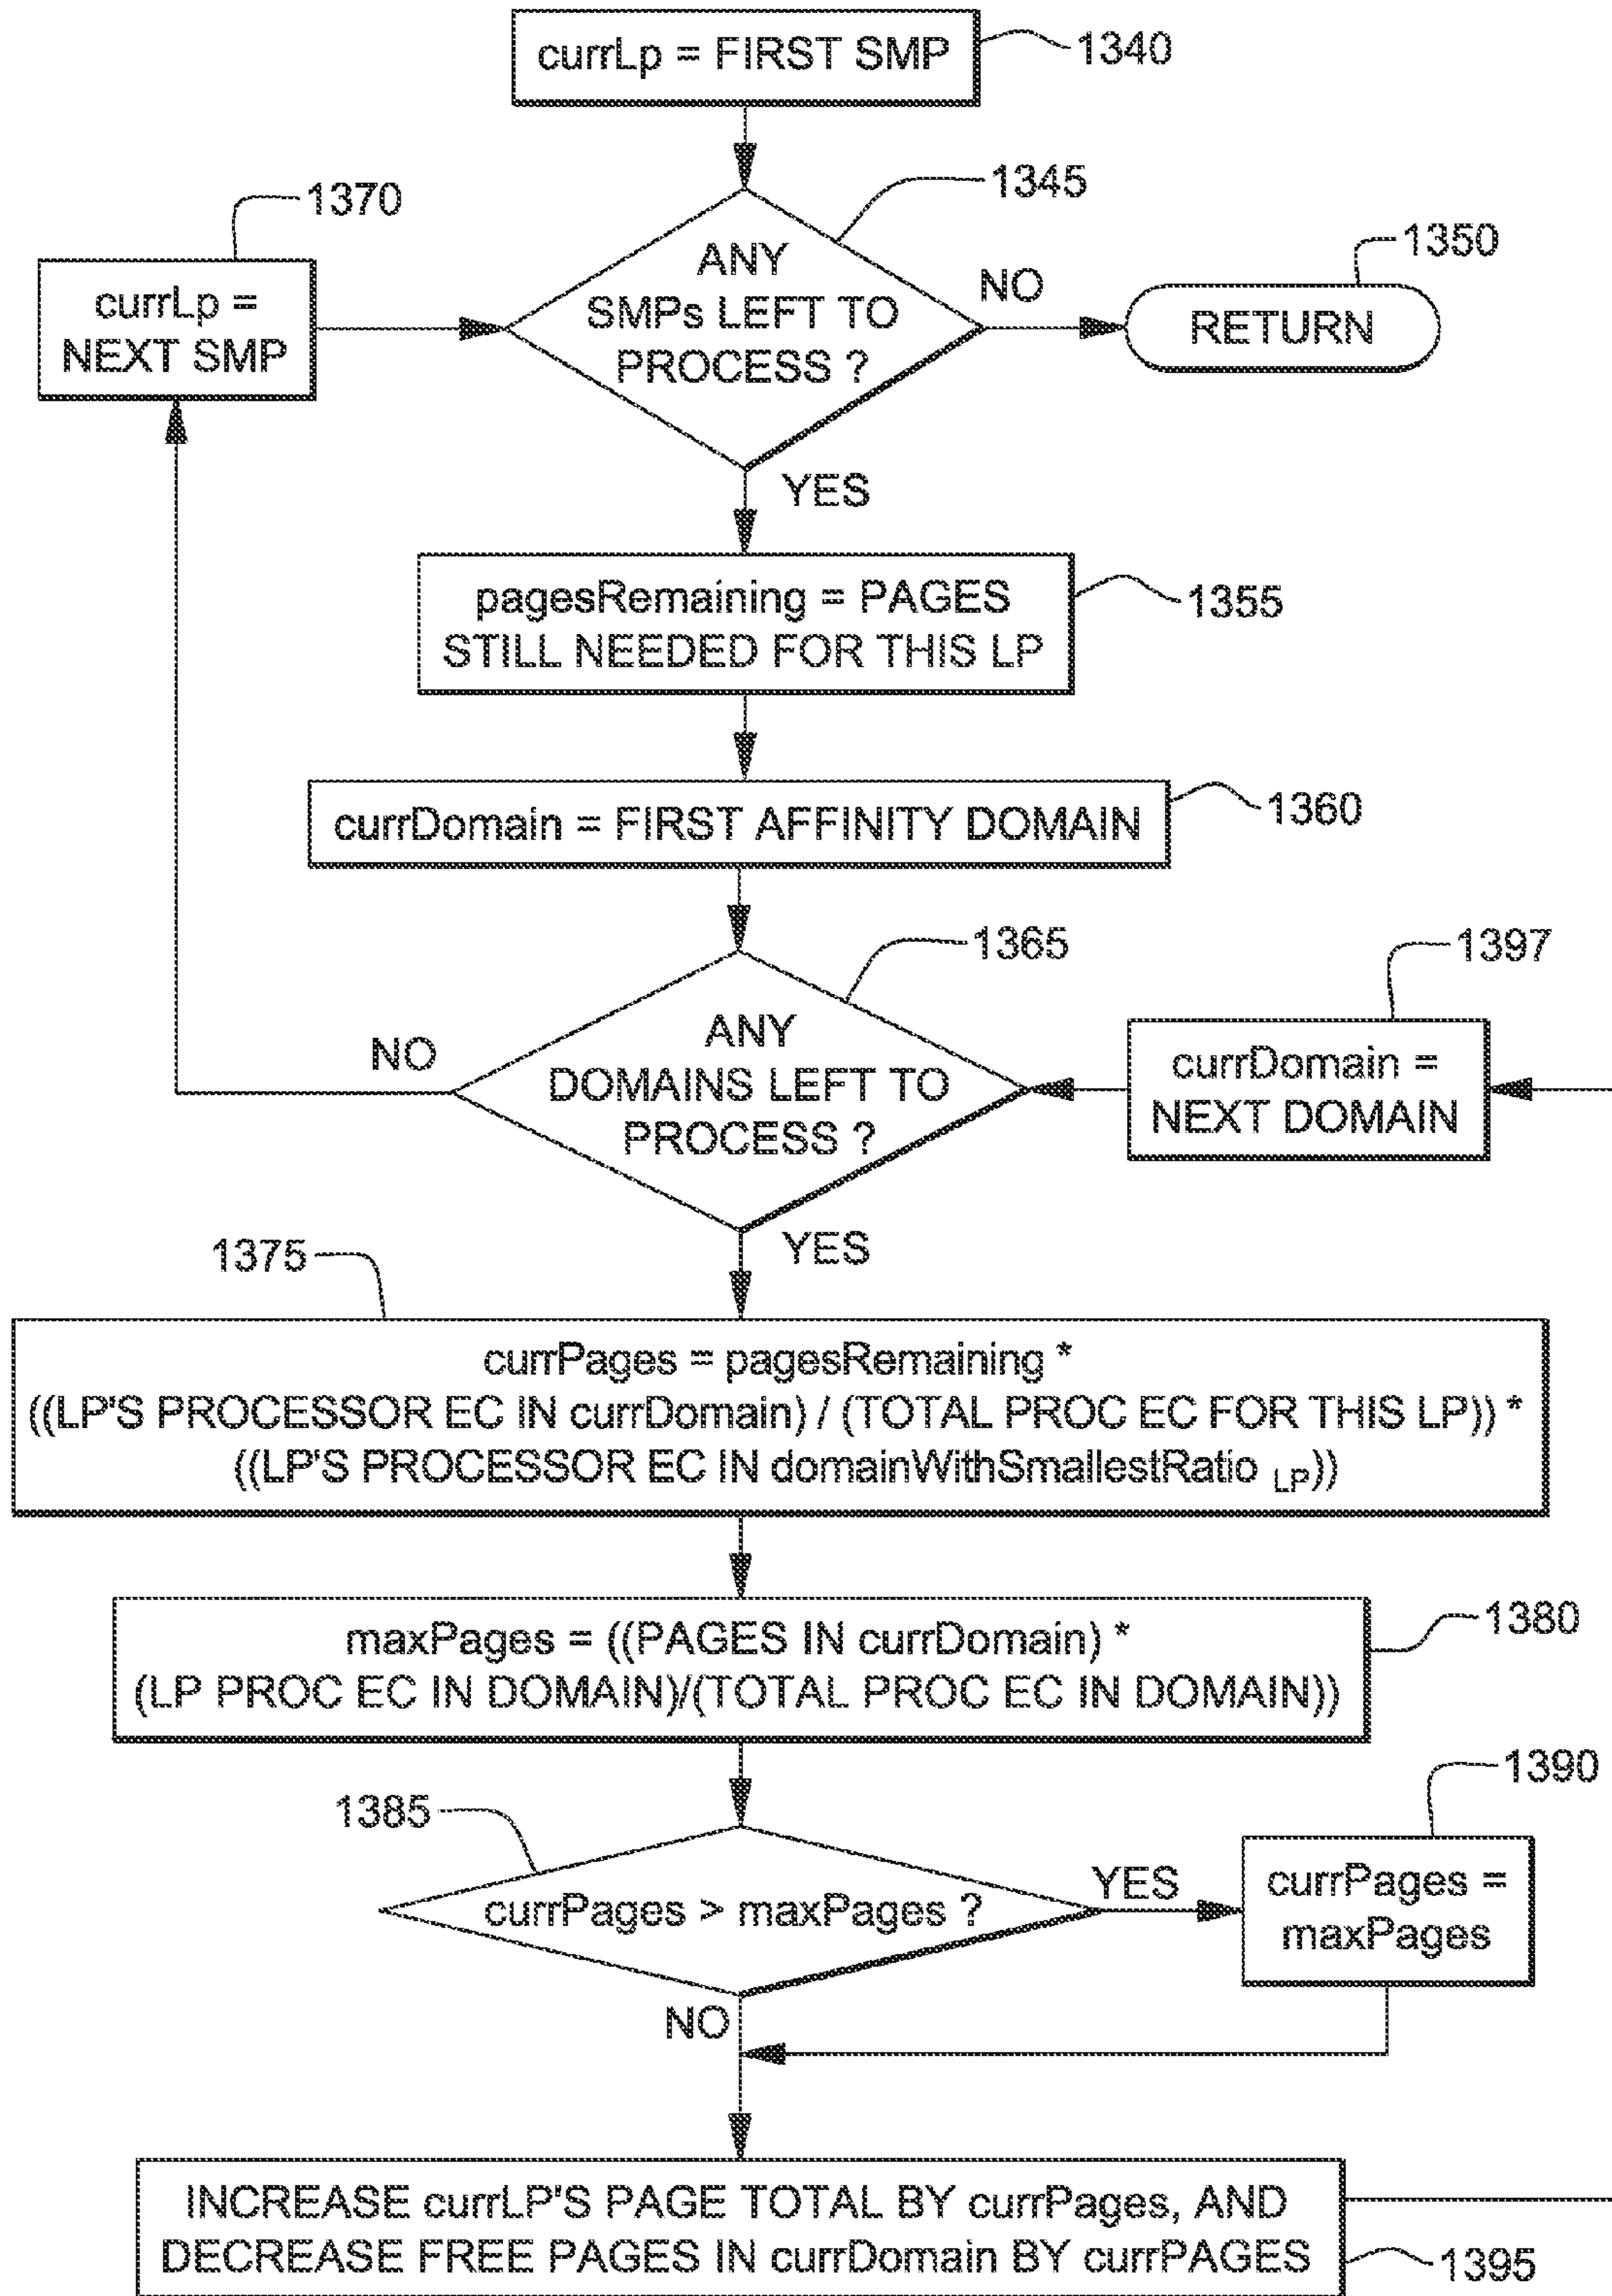 currLp = FIRST SMP
1340
1370
1345
1350
currLp =
NEXT SMP
ANY
SMPs LEFT TO
PROCESS ?
NO
RETURN
YES
pagesRemaining = PAGES
STILL NEEDED FOR THIS LP
1355
currDomain = FIRST AFFINITY DOMAIN
1360
1365
1397
NO
ANY
DOMAINS LEFT TO
PROCESS ?
currDomain =
NEXT DOMAIN
YES
1375
currPages = pagesRemaining *
((LP'S PROCESSOR EC IN currDomain) / (TOTAL PROC EC FOR THIS LP)) *
((LP'S PROCESSOR EC IN domainWithSmallestRatio LP))
maxPages = ((PAGES IN currDomain) *
(LP PROC EC IN DOMAIN)/(TOTAL PROC EC IN DOMAIN))
1380
1385
1390
currPages > maxPages ?
YES
currPages =
maxPages
NO
INCREASE currLP'S PAGE TOTAL BY currPages, AND
DECREASE FREE PAGES IN currDomain BY currPAGES
1395